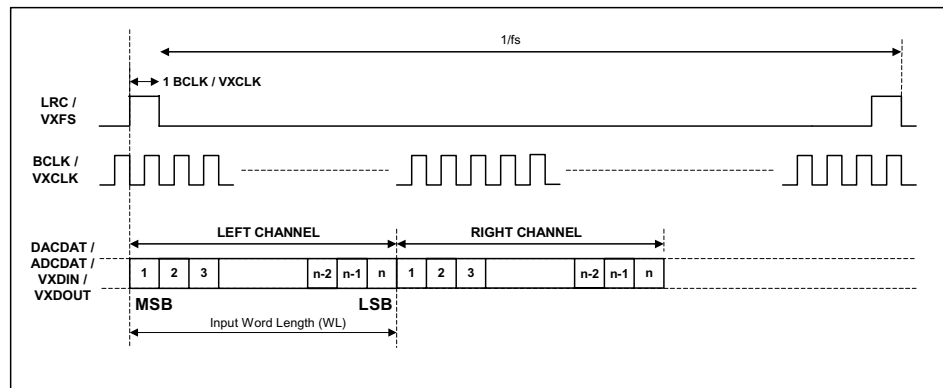 1/fs
1 BCLK / VXCLK
LRC /
VXFS
BCLK /
VXCLK
LEFT CHANNEL
RIGHT CHANNEL
DACDAT /
ADCDAT /
VXDIN /
VXDOUT
1 2 3 n-2 n-1 n 1 2 3 n-2 n-1 n
MSB LSB
Input Word Length (WL)